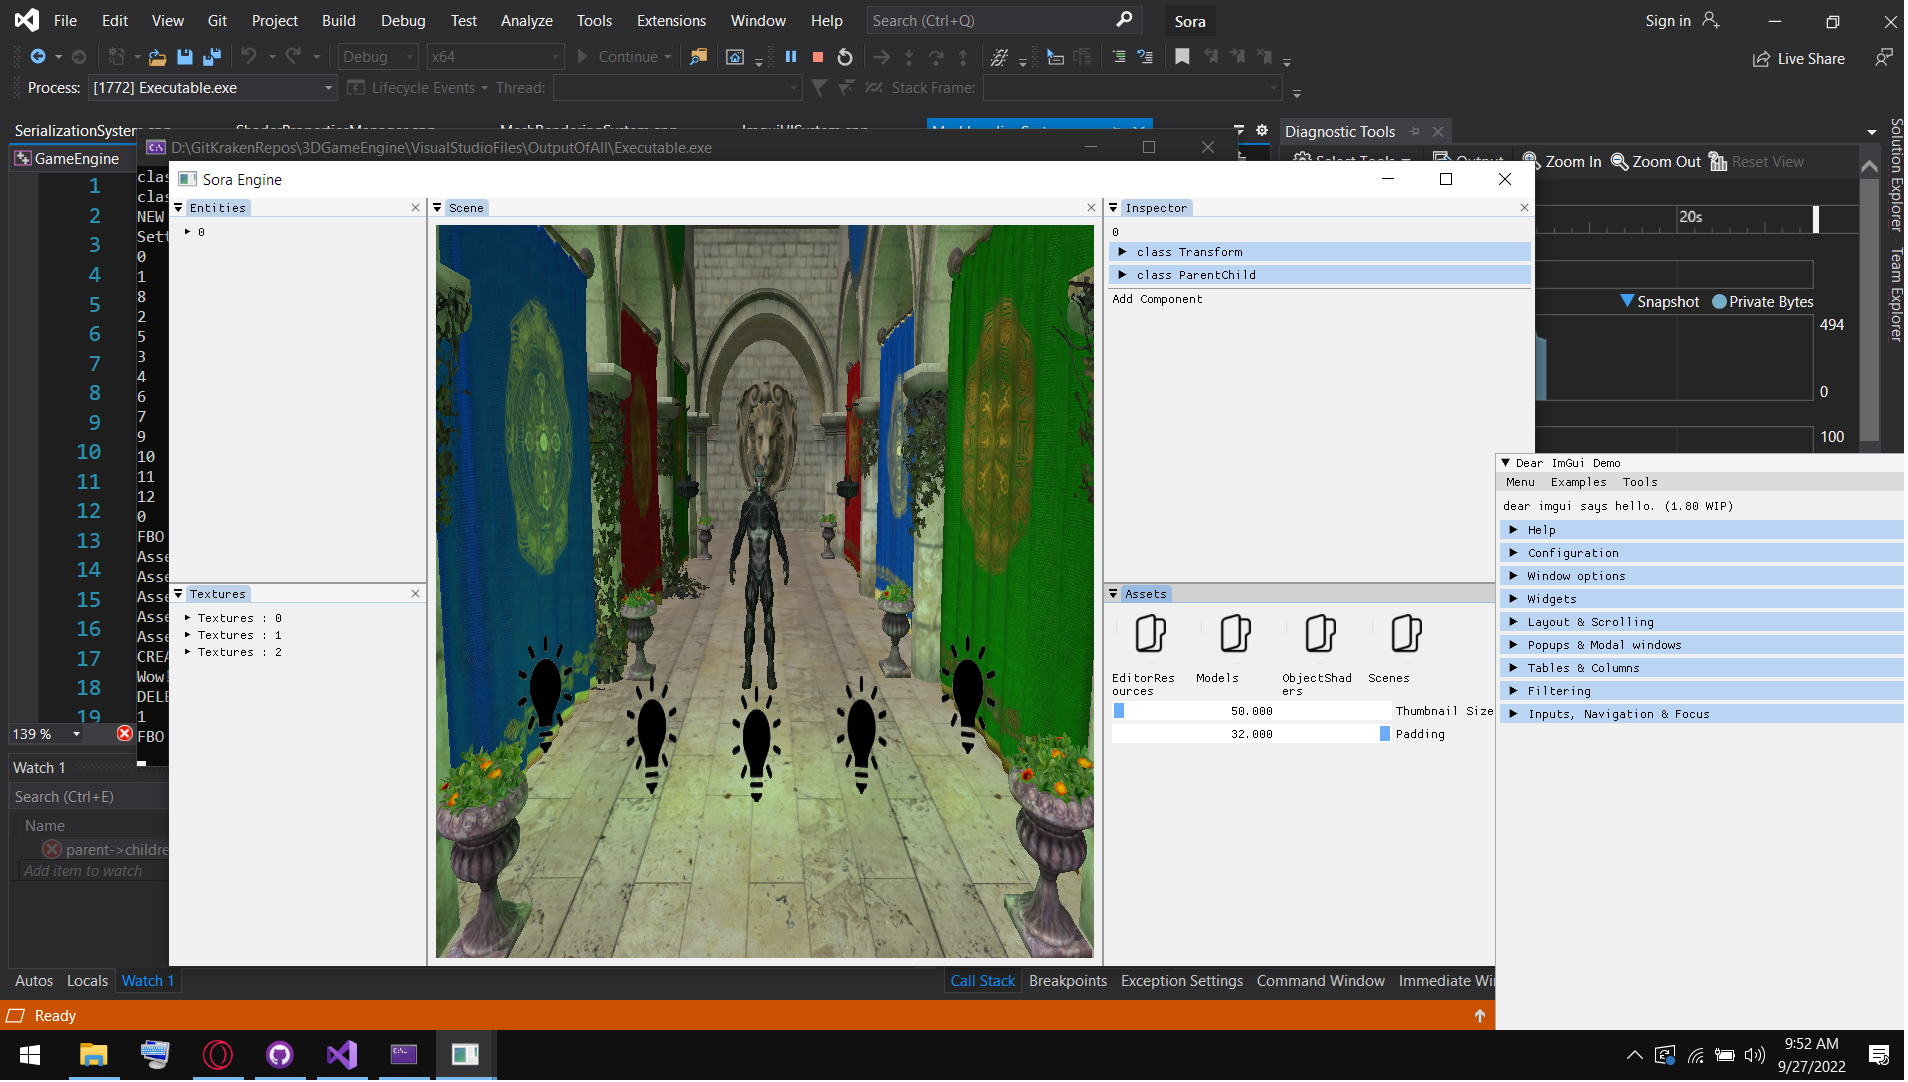 File Edit View Git Project Build Debug Test Analyze Tools Extensions Window Help Search (Ctrl+Q) Sora Sign in
Debug x64 Continue Live Share
Process: [1772] Executable.exe Lifecycle Events Thread: Stack Frame:
Diagnostic Tools
D:\GitKrakenRepos\3DGameEngine\VisualStudioFiles\OutputOfAll\Executable.exe
GameEngine
Select Tools Output Zoom In Zoom Out Reset View
Solution Explorer
Team Explorer
20s
Snapshot Private Bytes
494
0
100
1
2
3
4
5
6
7
8
9
10
11
12
13
14
15
16
17
18
19
clas
clas
NEW
Sett
0
1
8
2
5
3
4
6
7
9
10
11
12
0
FBO
Asse
Asse
Asse
Asse
Asse
CREA
Wow!
DELE
1
FBO
139 %
Sora Engine
Entities
0
Textures
Textures : 0
Textures : 1
Textures : 2
Scene
Inspector
0
class Transform
class ParentChild
Add Component
Assets
EditorRes
ources
Models
ObjectShad
ers
Scenes
50.000 Thumbnail Size
32.000 Padding
Dear ImGui Demo
Menu Examples Tools
dear imgui says hello. (1.80 WIP)
Help
Configuration
Window options
Widgets
Layout & Scrolling
Popups & Modal windows
Tables & Columns
Filtering
Inputs, Navigation & Focus
Watch 1
Search (Ctrl+E)
Name
parent->childre
Add item to watch
Autos Locals Watch 1
Call Stack Breakpoints Exception Settings Command Window Immediate Wi
Ready
9:52 AM
9/27/2022